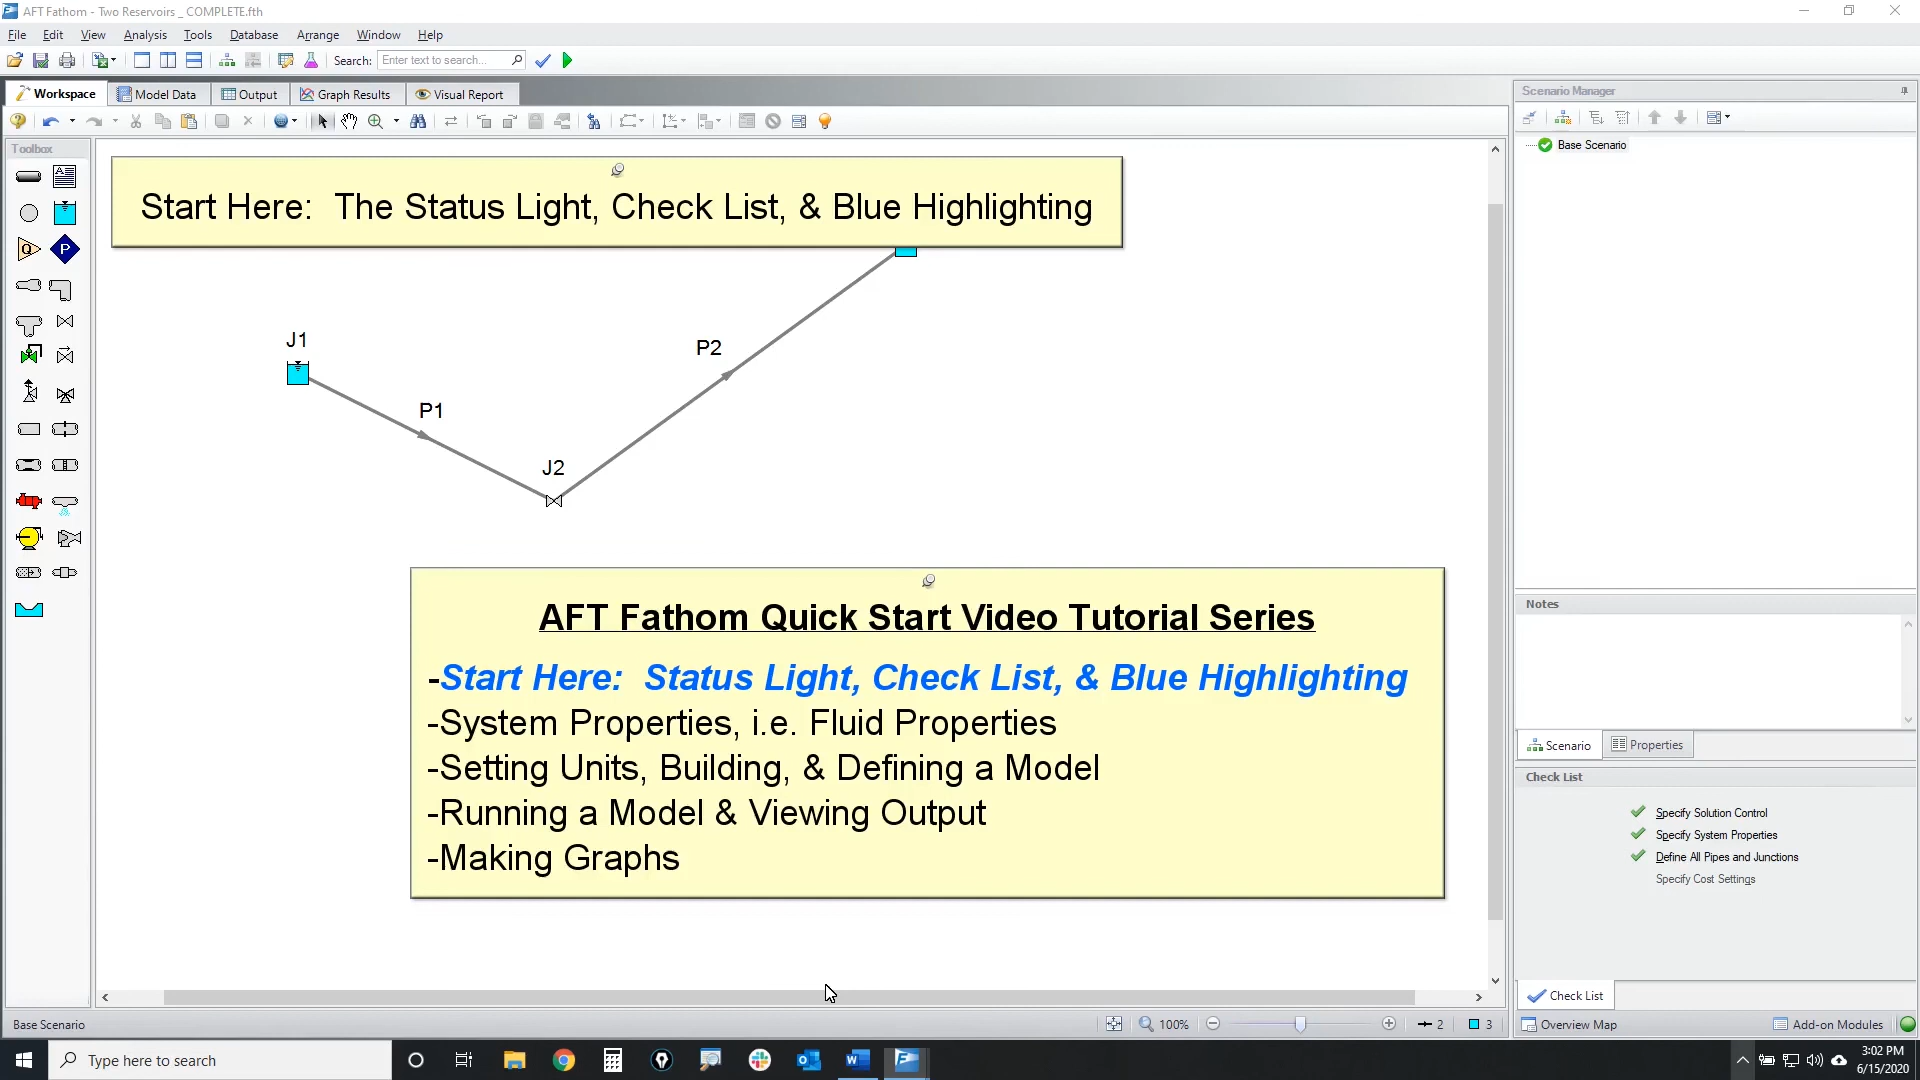 AFT Fathom - Two Reservoirs _ COMPLETE.fth
File Edit View Analysis Tools Database Arrange Window Help
Search: Enter text to search...
Workspace Model Data Output Graph Results Visual Report
Toolbox
Q
P
Start Here: The Status Light, Check List, & Blue Highlighting
J1
P1
P2
J2
AFT Fathom Quick Start Video Tutorial Series
-Start Here: Status Light, Check List, & Blue Highlighting
-System Properties, i.e. Fluid Properties
-Setting Units, Building, & Defining a Model
-Running a Model & Viewing Output
-Making Graphs
Scenario Manager
Base Scenario
Notes
Scenario Properties
Check List
Specify Solution Control
Specify System Properties
Define All Pipes and Junctions
Specify Cost Settings
Check List
Base Scenario 100% 2 3 Overview Map Add-on Modules
Type here to search
3:02 PM
6/15/2020